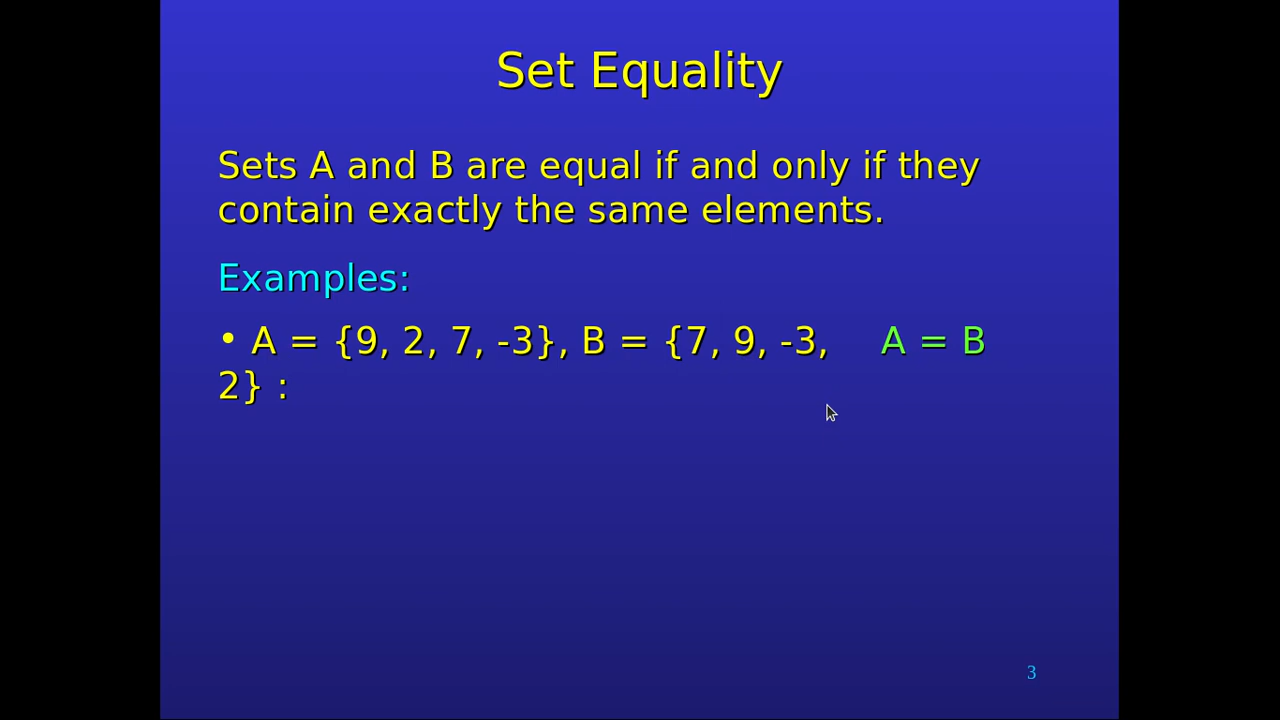 Set Equality
Sets A and B are equal if and only if they
contain exactly the same elements.
Examples:
• A = {9, 2, 7, -3}, B = {7, 9, -3, A = B
2} :
3